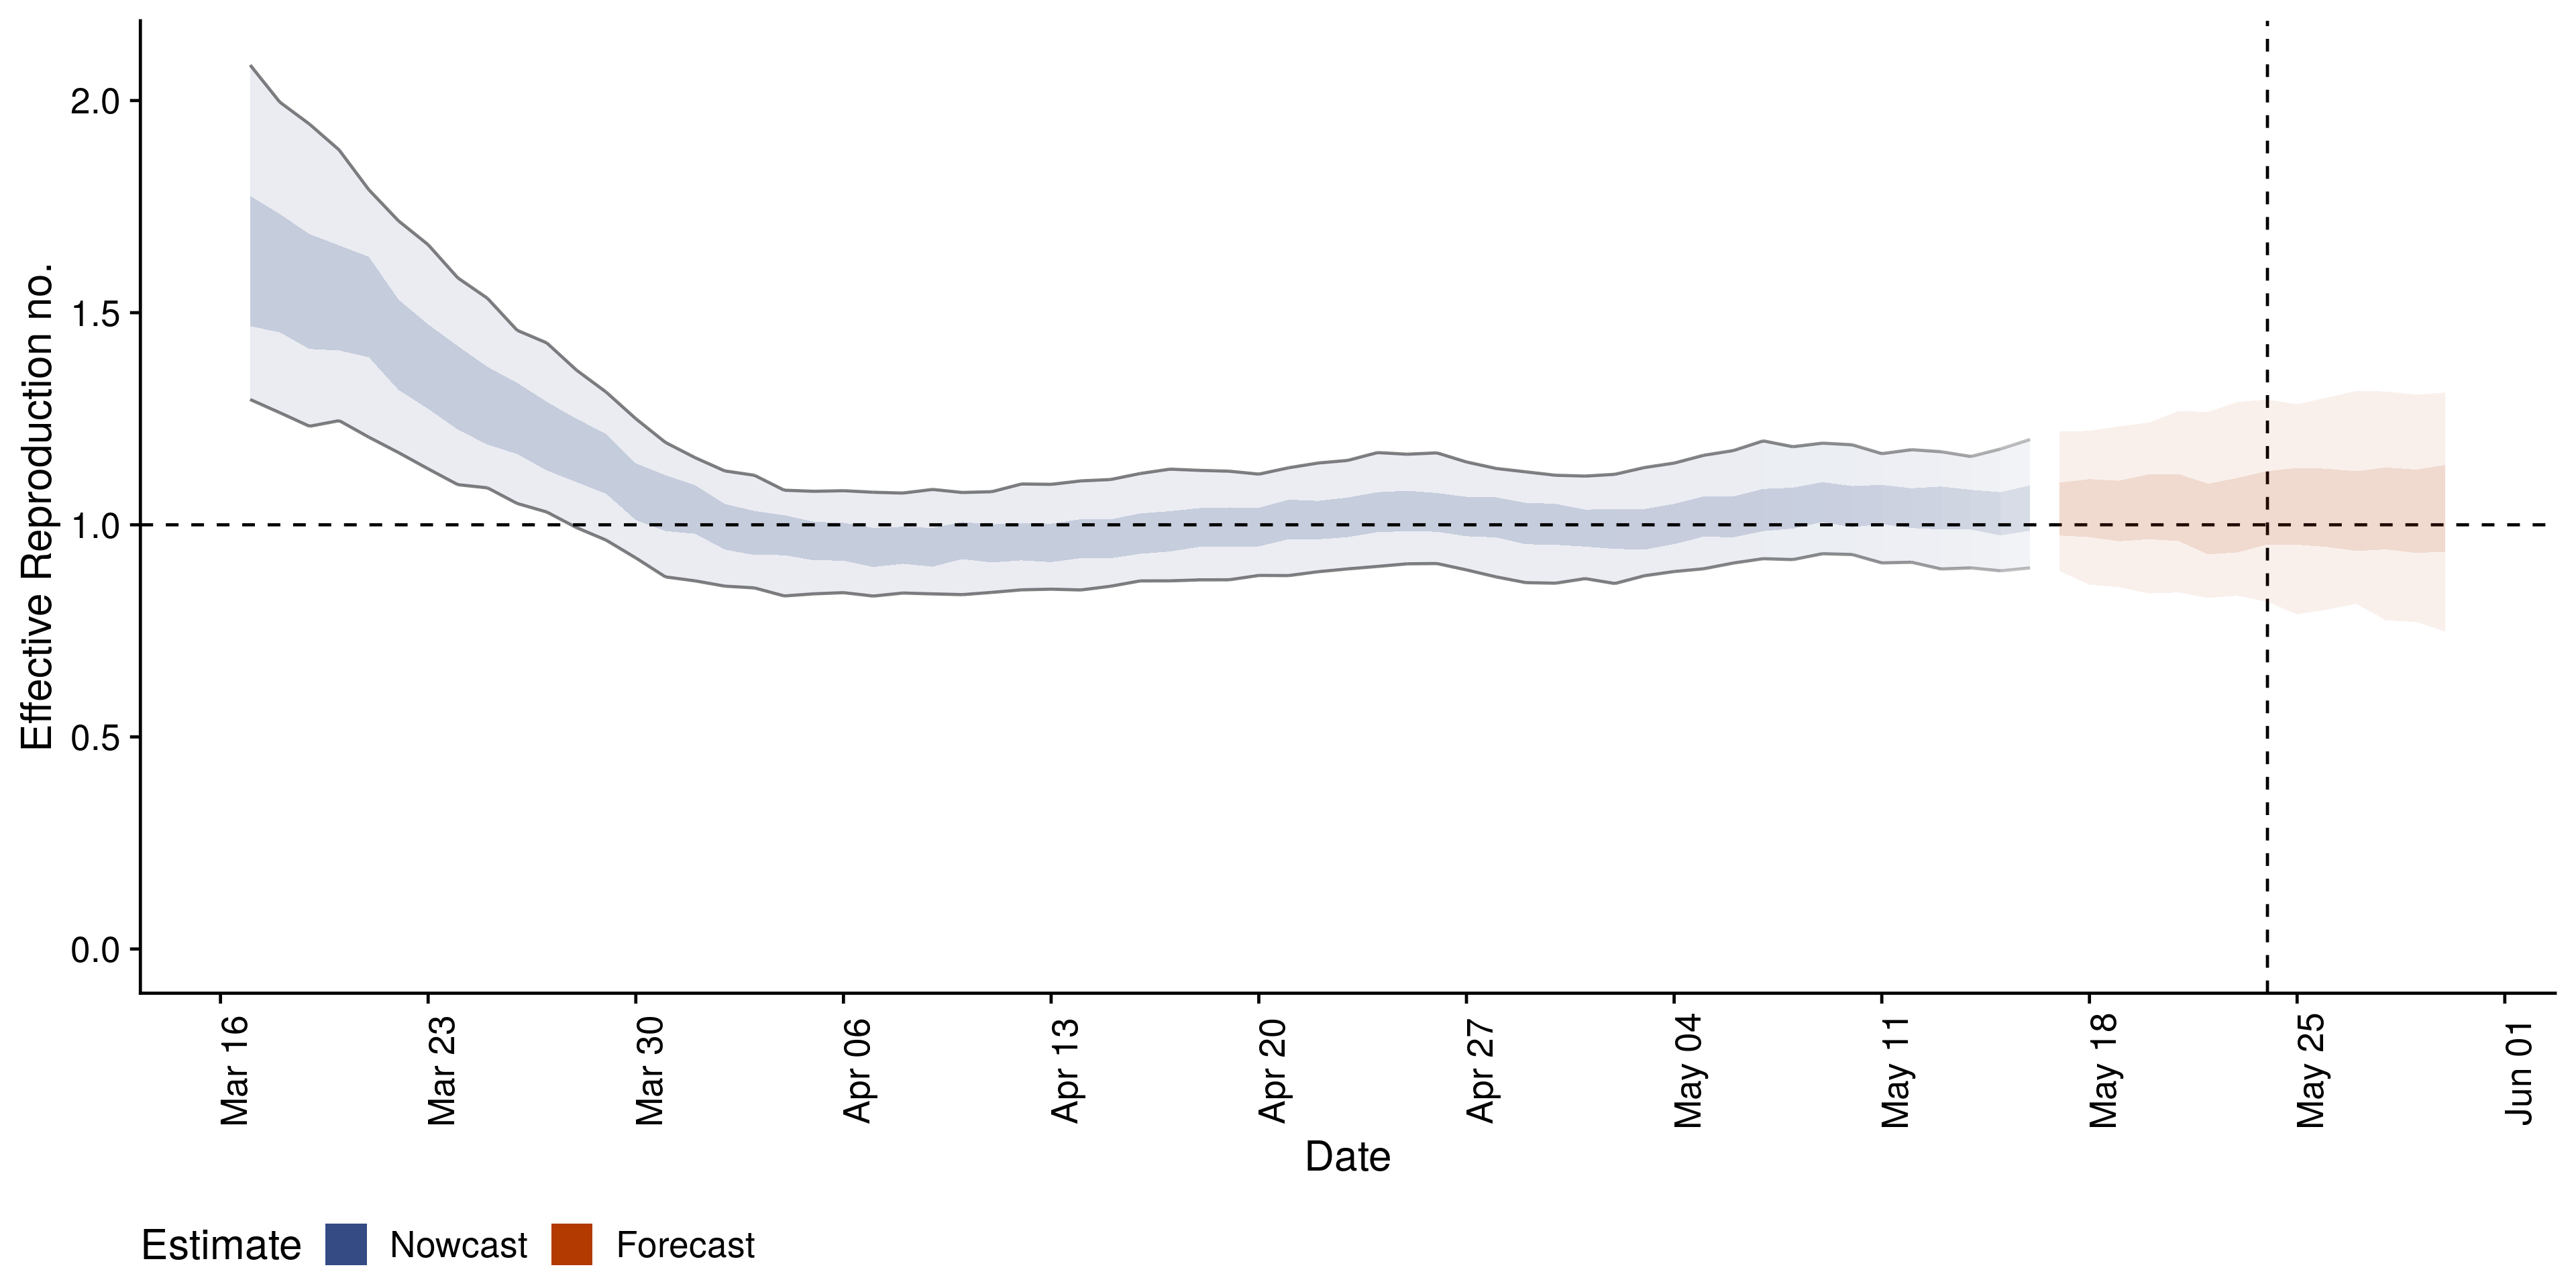 Effective Reproduction no.
2.0
1.5
1.0
0.5
0.0
Mar 16
Mar 23
Mar 30
Apr 06
Apr 13
Apr 20
Apr 27
May 04
May 11
May 18
May 25
Jun 01
Date
Estimate Nowcast Forecast